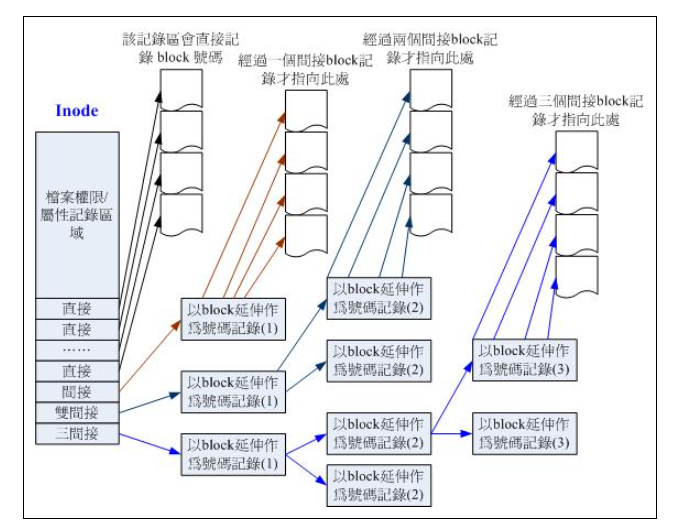 該記錄區會直接記
錄 block 號碼
經過一個間接block記
錄才指向此處
經過兩個間接block記
錄才指向此處
經過三個間接block記
錄才指向此處
Inode
檔案權限/
屬性記錄區
域
直接
直接
……
直接
間接
雙間接
三間接
以block延伸作
為號碼記錄(1)
以block延伸作
為號碼記錄(1)
以block延伸作
為號碼記錄(1)
以block延伸作
為號碼記錄(2)
以block延伸作
為號碼記錄(2)
以block延伸作
為號碼記錄(2)
以block延伸作
為號碼記錄(2)
以block延伸作
為號碼記錄(3)
以block延伸作
為號碼記錄(3)